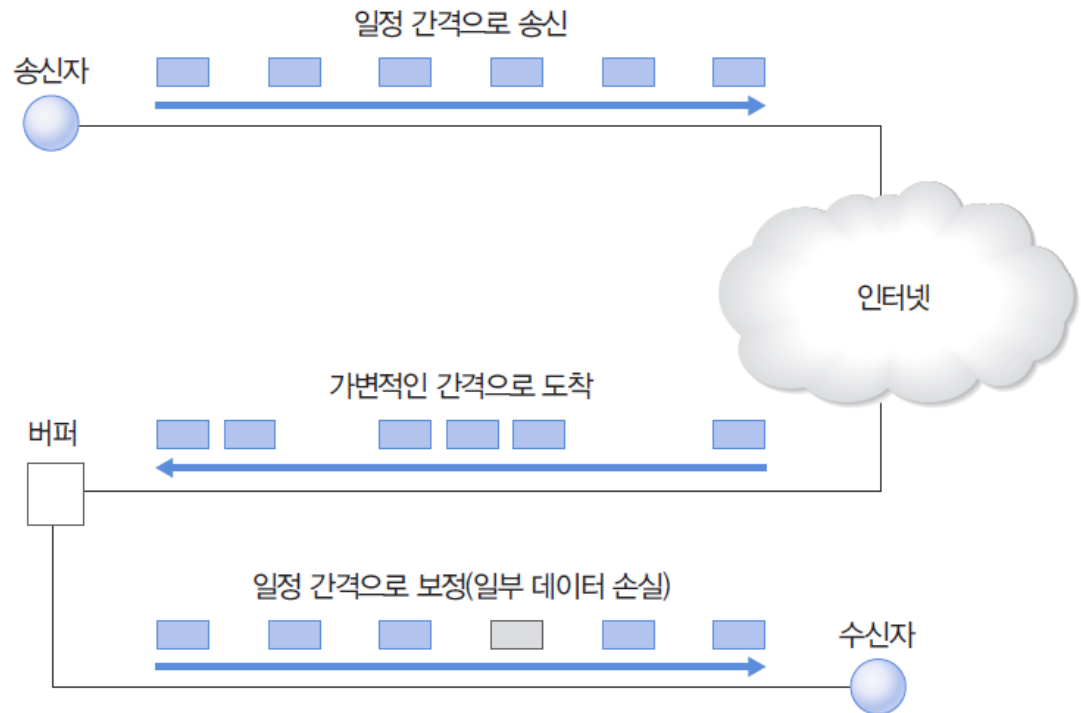 일정 간격으로 송신
송신자
인터넷
가변적인 간격으로 도착
버퍼
일정 간격으로 보정(일부 데이터 손실)
수신자